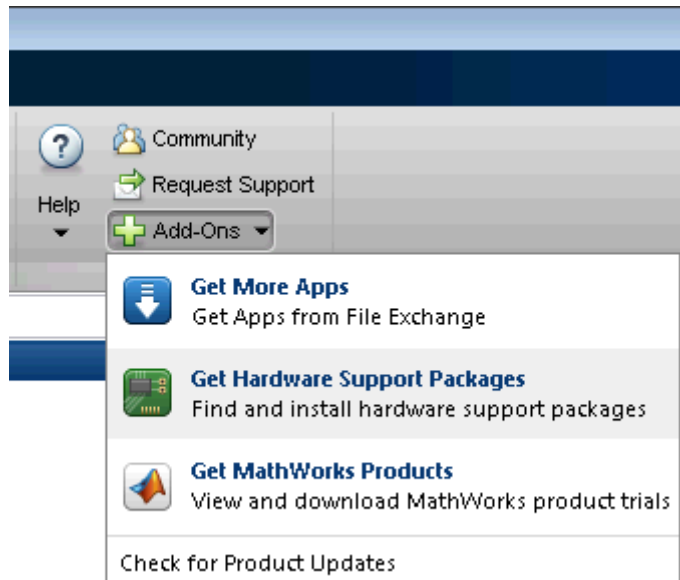 Community
Request Support
Help
Add-Ons
Get More Apps
Get Apps from File Exchange
Get Hardware Support Packages
Find and install hardware support packages
Get MathWorks Products
View and download MathWorks product trials
Check for Product Updates